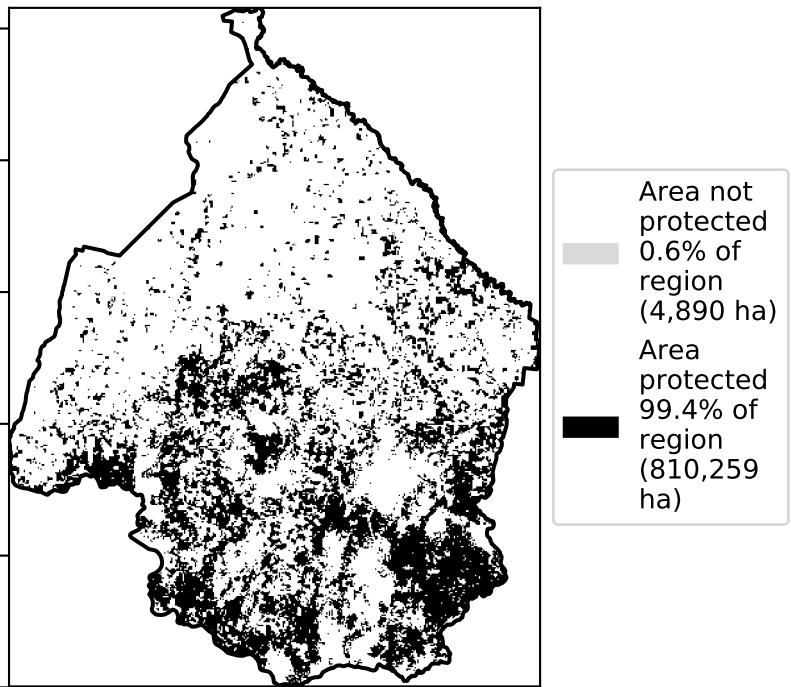 Area not
protected
0.6% of
region
(4,890 ha)
Area
protected
99.4% of
region
(810,259
ha)